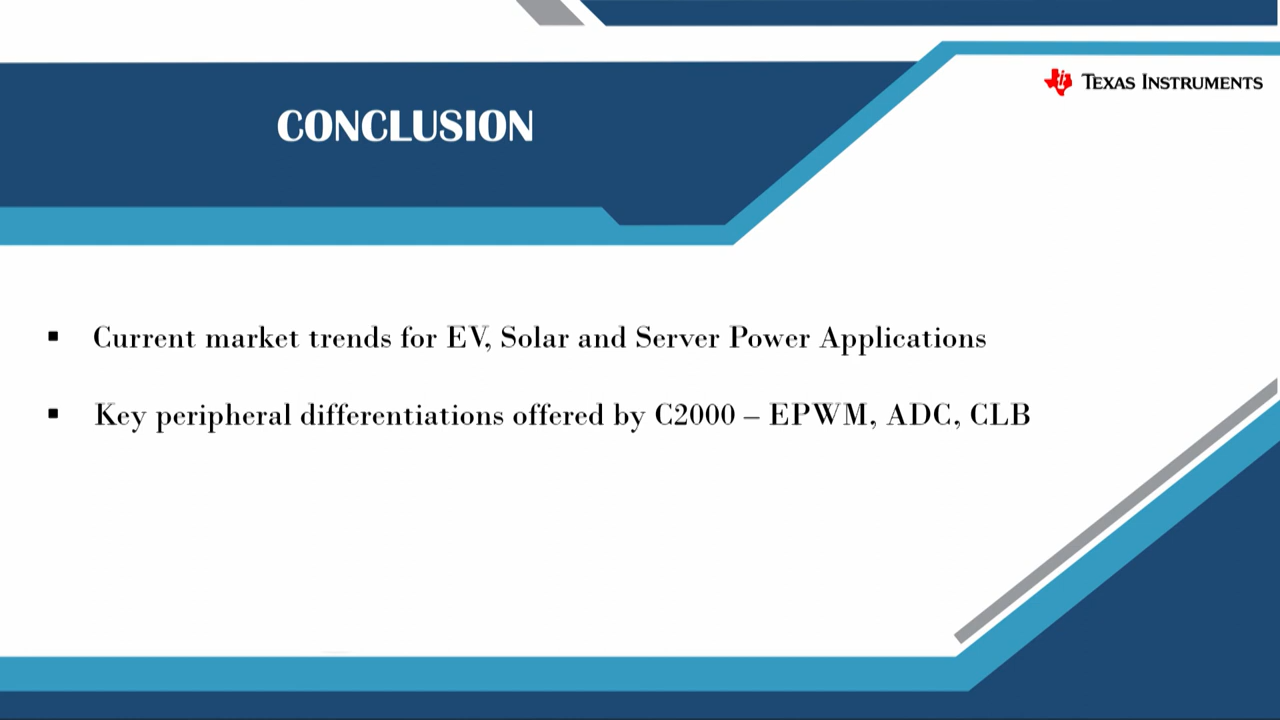 TEXAS INSTRUMENTS
CONCLUSION
▪ Current market trends for EV, Solar and Server Power Applications
▪ Key peripheral differentiations offered by C2000 – EPWM, ADC, CLB